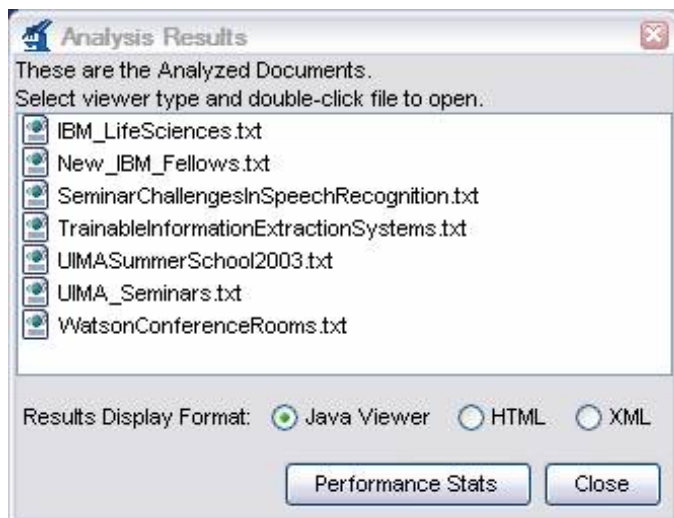 Analysis Results
These are the Analyzed Documents.
Select viewer type and double-click file to open.
IBM_LifeSciences.txt
New_IBM_Fellows.txt
SeminarChallengesInSpeechRecognition.txt
TrainableInformationExtractionSystems.txt
UIMASummerSchool2003.txt
UIMA_Seminars.txt
WatsonConferenceRooms.txt
Results Display Format: Java Viewer HTML XML
Performance Stats Close